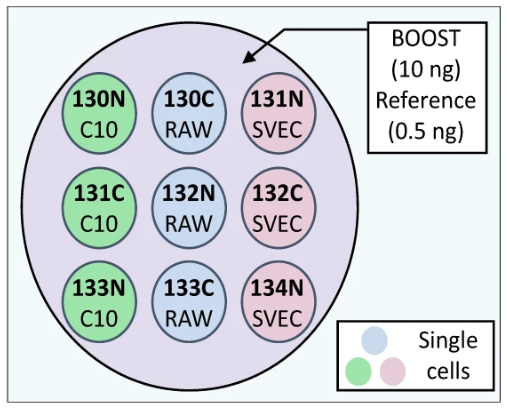 BOOST
(10 ng)
Reference
(0.5 ng)
130N
C10
130C
RAW
131N
SVEC
131C
C10
132N
RAW
132C
SVEC
133N
C10
133C
RAW
134N
SVEC
Single
cells